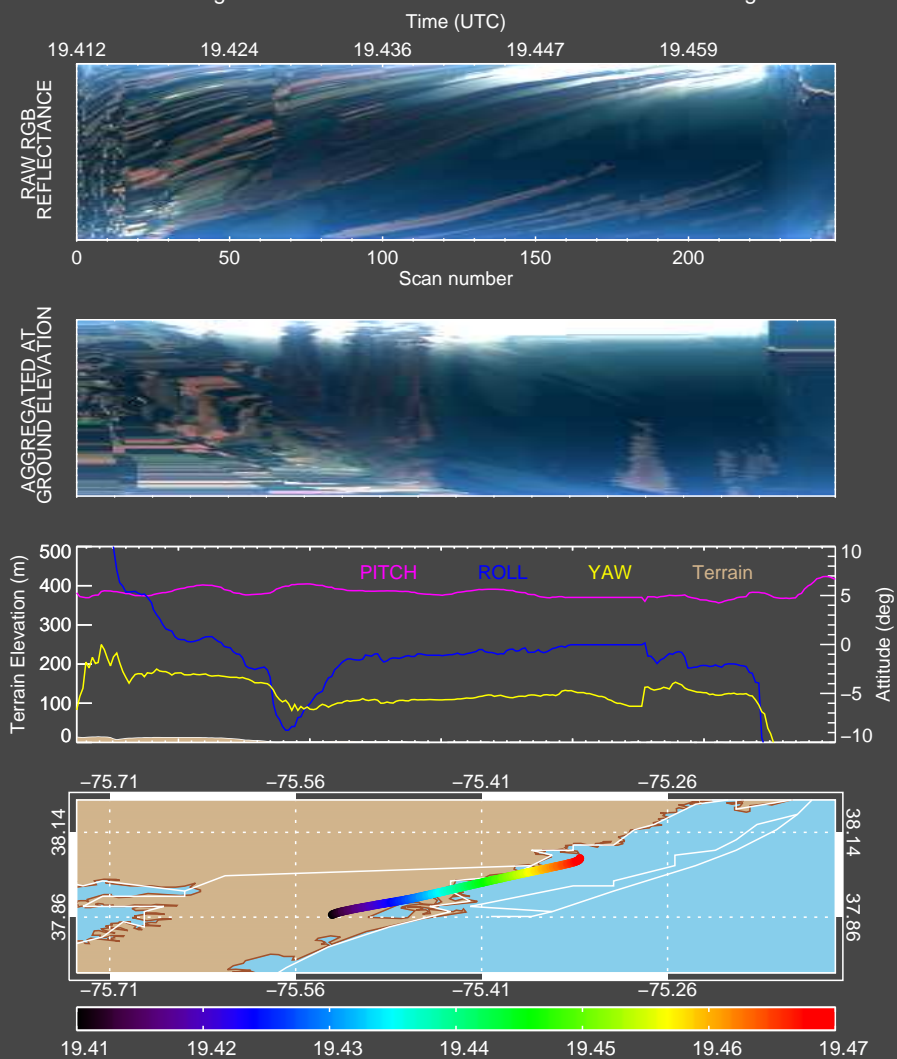 Time (UTC)
19.412 19.424 19.436 19.447 19.459
RAW RGB
REFLECTANCE
0 50 100 150 200
Scan number
AGGREGATED AT
GROUND ELEVATION
Terrain Elevation (m)
500 400 300 200 100 0
PITCH ROLL YAW Terrain
10 5 0 −5 −10
Attitude (deg)
−75.71 −75.56 −75.41 −75.26
38.14 38.14
37.86 37.86
−75.71 −75.56 −75.41 −75.26
19.41 19.42 19.43 19.44 19.45 19.46 19.47